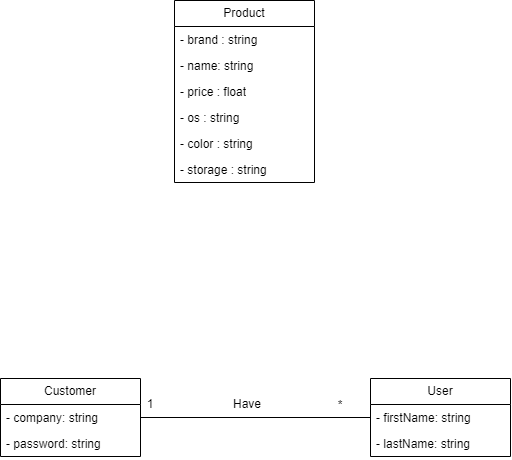 Product
- brand : string
- name: string
- price : float
- os : string
- color : string
- storage : string
Customer
- company: string
- password: string
1
Have
*
User
- firstName: string
- lastName: string